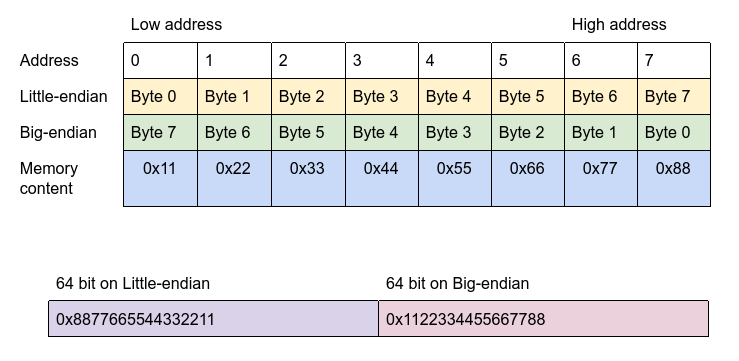 Low address High address
Address 0 1 2 3 4 5 6 7
Little-endian Byte 0 Byte 1 Byte 2 Byte 3 Byte 4 Byte 5 Byte 6 Byte 7
Big-endian Byte 7 Byte 6 Byte 5 Byte 4 Byte 3 Byte 2 Byte 1 Byte 0
Memory content 0x11 0x22 0x33 0x44 0x55 0x66 0x77 0x88
64 bit on Little-endian 64 bit on Big-endian
0x8877665544332211 0x1122334455667788